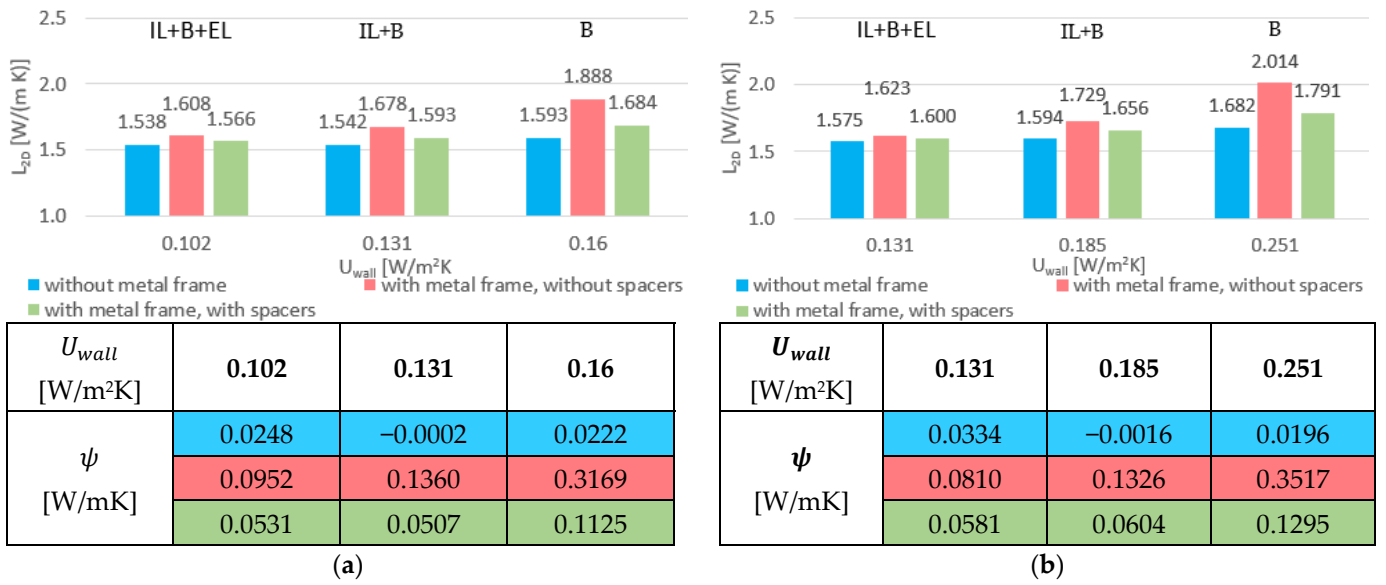 2.5
IL+B+EL IL+B B
1.888
2.0
1.608 1.678 1.684
1.538 1.566 1.542 1.593 1.593
1.5
1.0
L2D [W/(m K)]
0.102 0.131 0.16
Uwall [W/m²K
without metal frame with metal frame, without spacers
with metal frame, with spacers
Uwall
[W/m²K] 0.102 0.131 0.16
ψ
[W/mK]
0.0248 −0.0002 0.0222
0.0952 0.1360 0.3169
0.0531 0.0507 0.1125
(a)
2.5
IL+B+EL IL+B B
2.014
2.0
1.623 1.729 1.791
1.575 1.600 1.594 1.656 1.682
1.5
1.0
L2D [W/(m K)]
0.131 0.185 0.251
Uwall [W/m²K]
without metal frame with metal frame, without spacers
with metal frame, with spacers
Uwall
[W/m²K] 0.131 0.185 0.251
ψ
[W/mK]
0.0334 −0.0016 0.0196
0.0810 0.1326 0.3517
0.0581 0.0604 0.1295
(b)